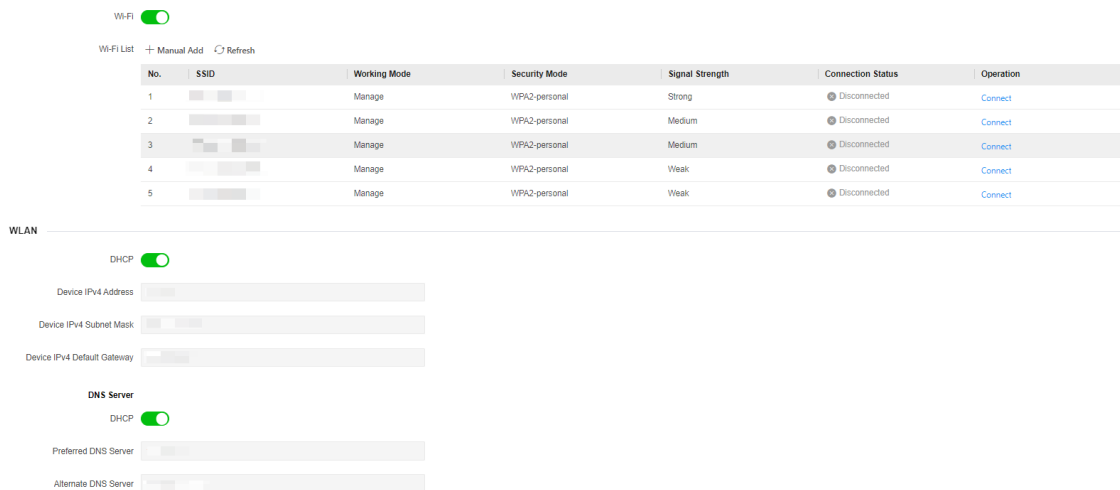 Wi-Fi
Wi-Fi List + Manual Add Refresh
No. SSID Working Mode Security Mode Signal Strength Connection Status Operation
1 Manage WPA2-personal Strong Disconnected Connect
2 Manage WPA2-personal Medium Disconnected Connect
3 Manage WPA2-personal Medium Disconnected Connect
4 Manage WPA2-personal Weak Disconnected Connect
5 Manage WPA2-personal Weak Disconnected Connect
WLAN
DHCP
Device IPv4 Address
Device IPv4 Subnet Mask
Device IPv4 Default Gateway
DNS Server
DHCP
Preferred DNS Server
Alternate DNS Server